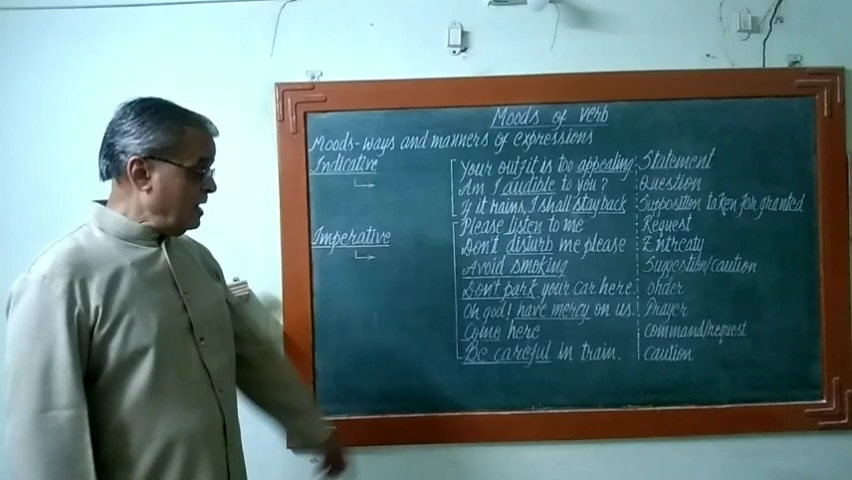 Moods of verb
Moods-ways and manners of expressions
Indicative
Your outfit is too appealing: Statement
Am I audible to you? Question
If it rains, I shall stay back Supposition taken for granted
Imperative
Please listen to me Request
Don't disturb me please Entreaty
Avoid smoking Suggestion/caution
Don't park your car here. order
Oh god! have mercy on us. Prayer
Come here command/request
Be careful in train. caution